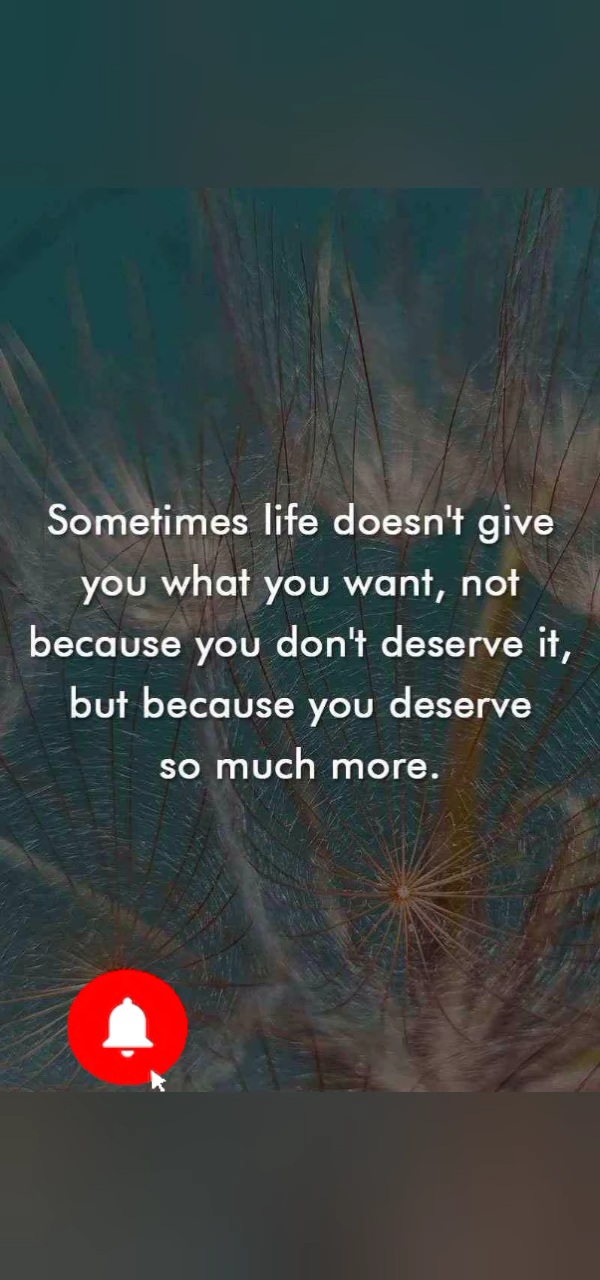 Sometimes life doesn't give
you what you want, not
because you don't deserve it,
but because you deserve
so much more.